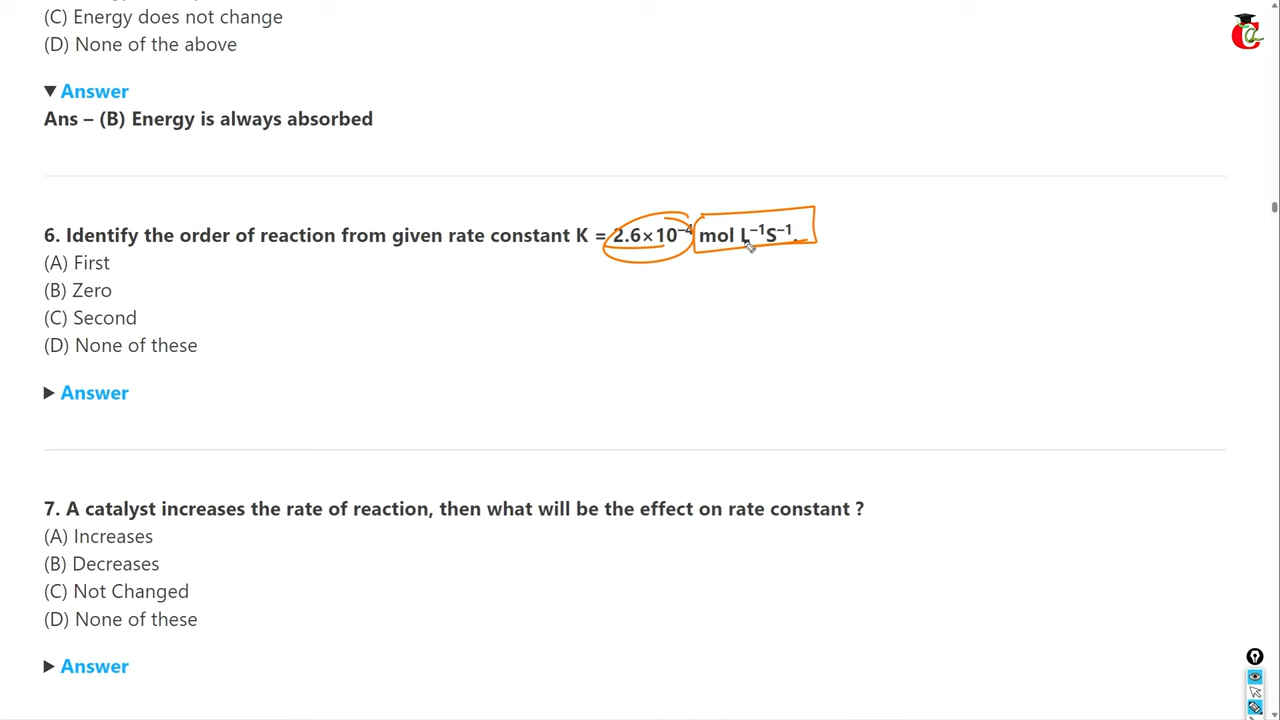 (C) Energy does not change
(D) None of the above
Answer
Ans – (B) Energy is always absorbed
6. Identify the order of reaction from given rate constant K = 2.6×10⁻⁴ mol L⁻¹S⁻¹.
(A) First
(B) Zero
(C) Second
(D) None of these
Answer
7. A catalyst increases the rate of reaction, then what will be the effect on rate constant ?
(A) Increases
(B) Decreases
(C) Not Changed
(D) None of these
Answer